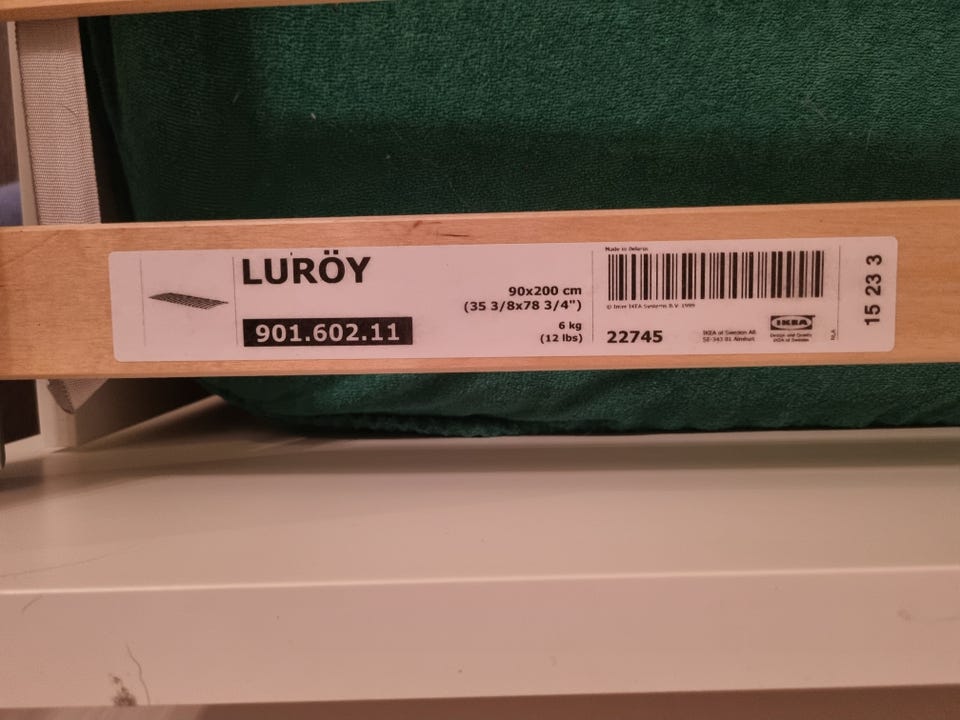 LURÖY
901.602.11
90x200 cm
(35 3/8x78 3/4")
6 kg
(12 lbs)
Made in Belarus
© Inter IKEA Systems B.V. 1999
22745
IKEA of Sweden AB
SE-343 81 Älmhult
IKEA
Design and Quality
IKEA of Sweden
RLA
15 23 3